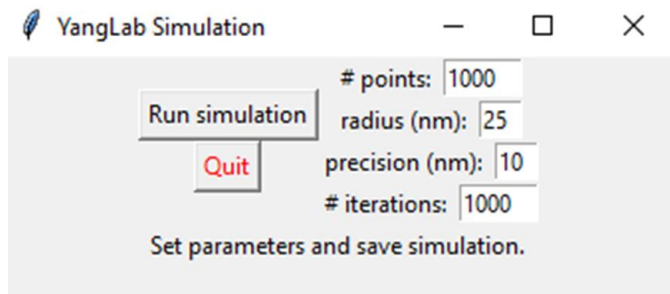 YangLab Simulation
# points: 1000
Run simulation
radius (nm): 25
Quit
precision (nm): 10
# iterations: 1000
Set parameters and save simulation.